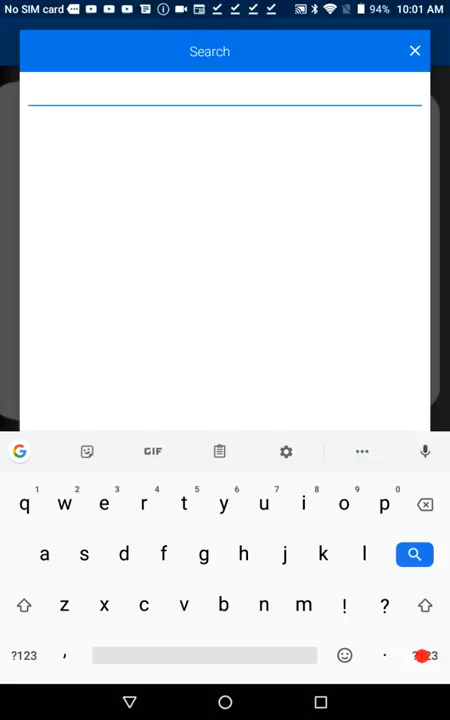 No SIM card 94% 10:01 AM
Search
GIF
1 2 3 4 5 6 7 8 9 0
q w e r t y u i o p
a s d f g h j k l
z x c v b n m ! ?
?123 , . ?123